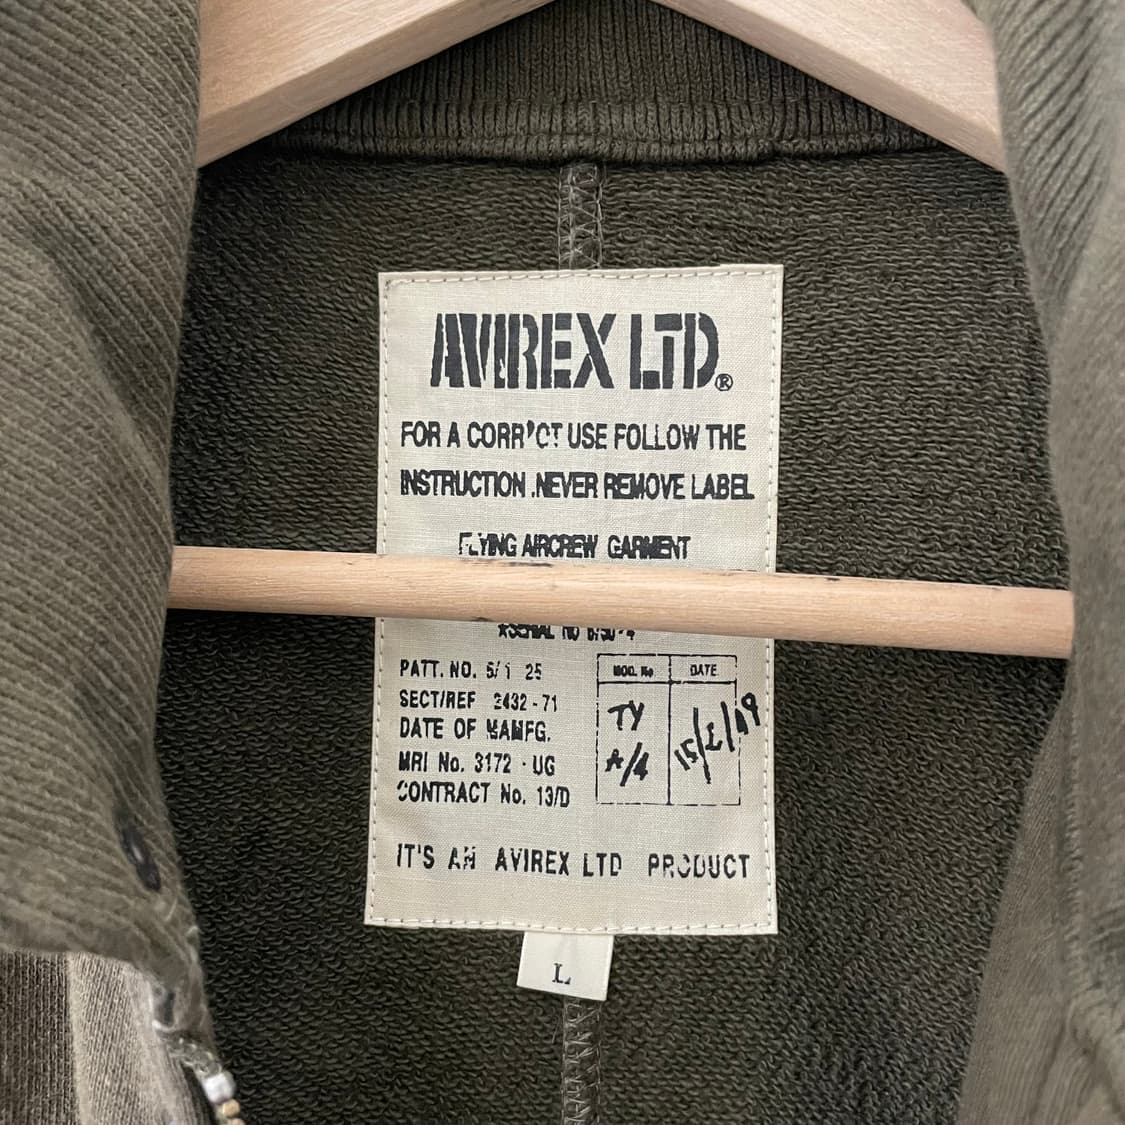 AVIREX LTD.®
FOR A CORR'CT USE FOLLOW THE
INSTRUCTION .NEVER REMOVE LABEL
FLYING AIRCREW GARMENT
*SERIAL NO
PATT. NO. 5/1 25
SECT/REF 2432-71
DATE OF MAMFG.
MRI No. 3172 - UG
CONTRACT No. 13/D
MOD. No DATE
TY
A/4
IT'S AN AVIREX LTD PRODUCT
L